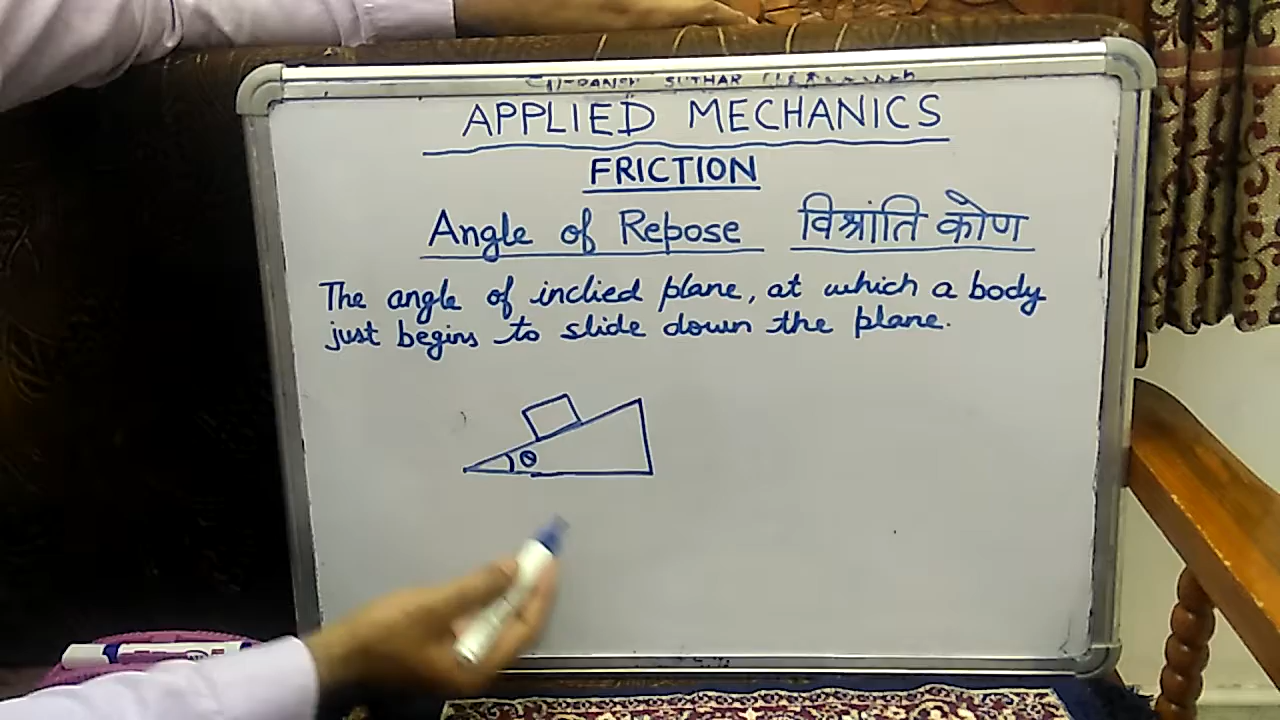 SUTHAR
APPLIED MECHANICS
FRICTION
Angle of Repose विश्रांति कोण
The angle of inclied plane, at which a body
just begins to slide down the plane.
θ